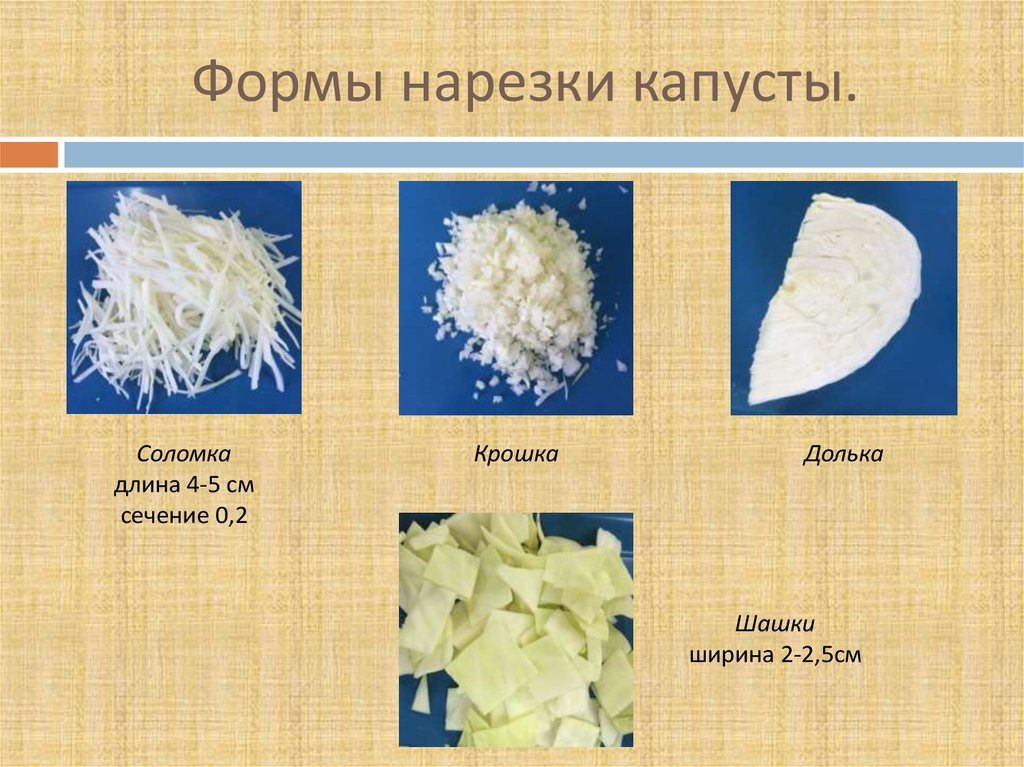 Формы нарезки капусты.
Соломка
длина 4-5 см
сечение 0,2
Крошка
Долька
Шашки
ширина 2-2,5см